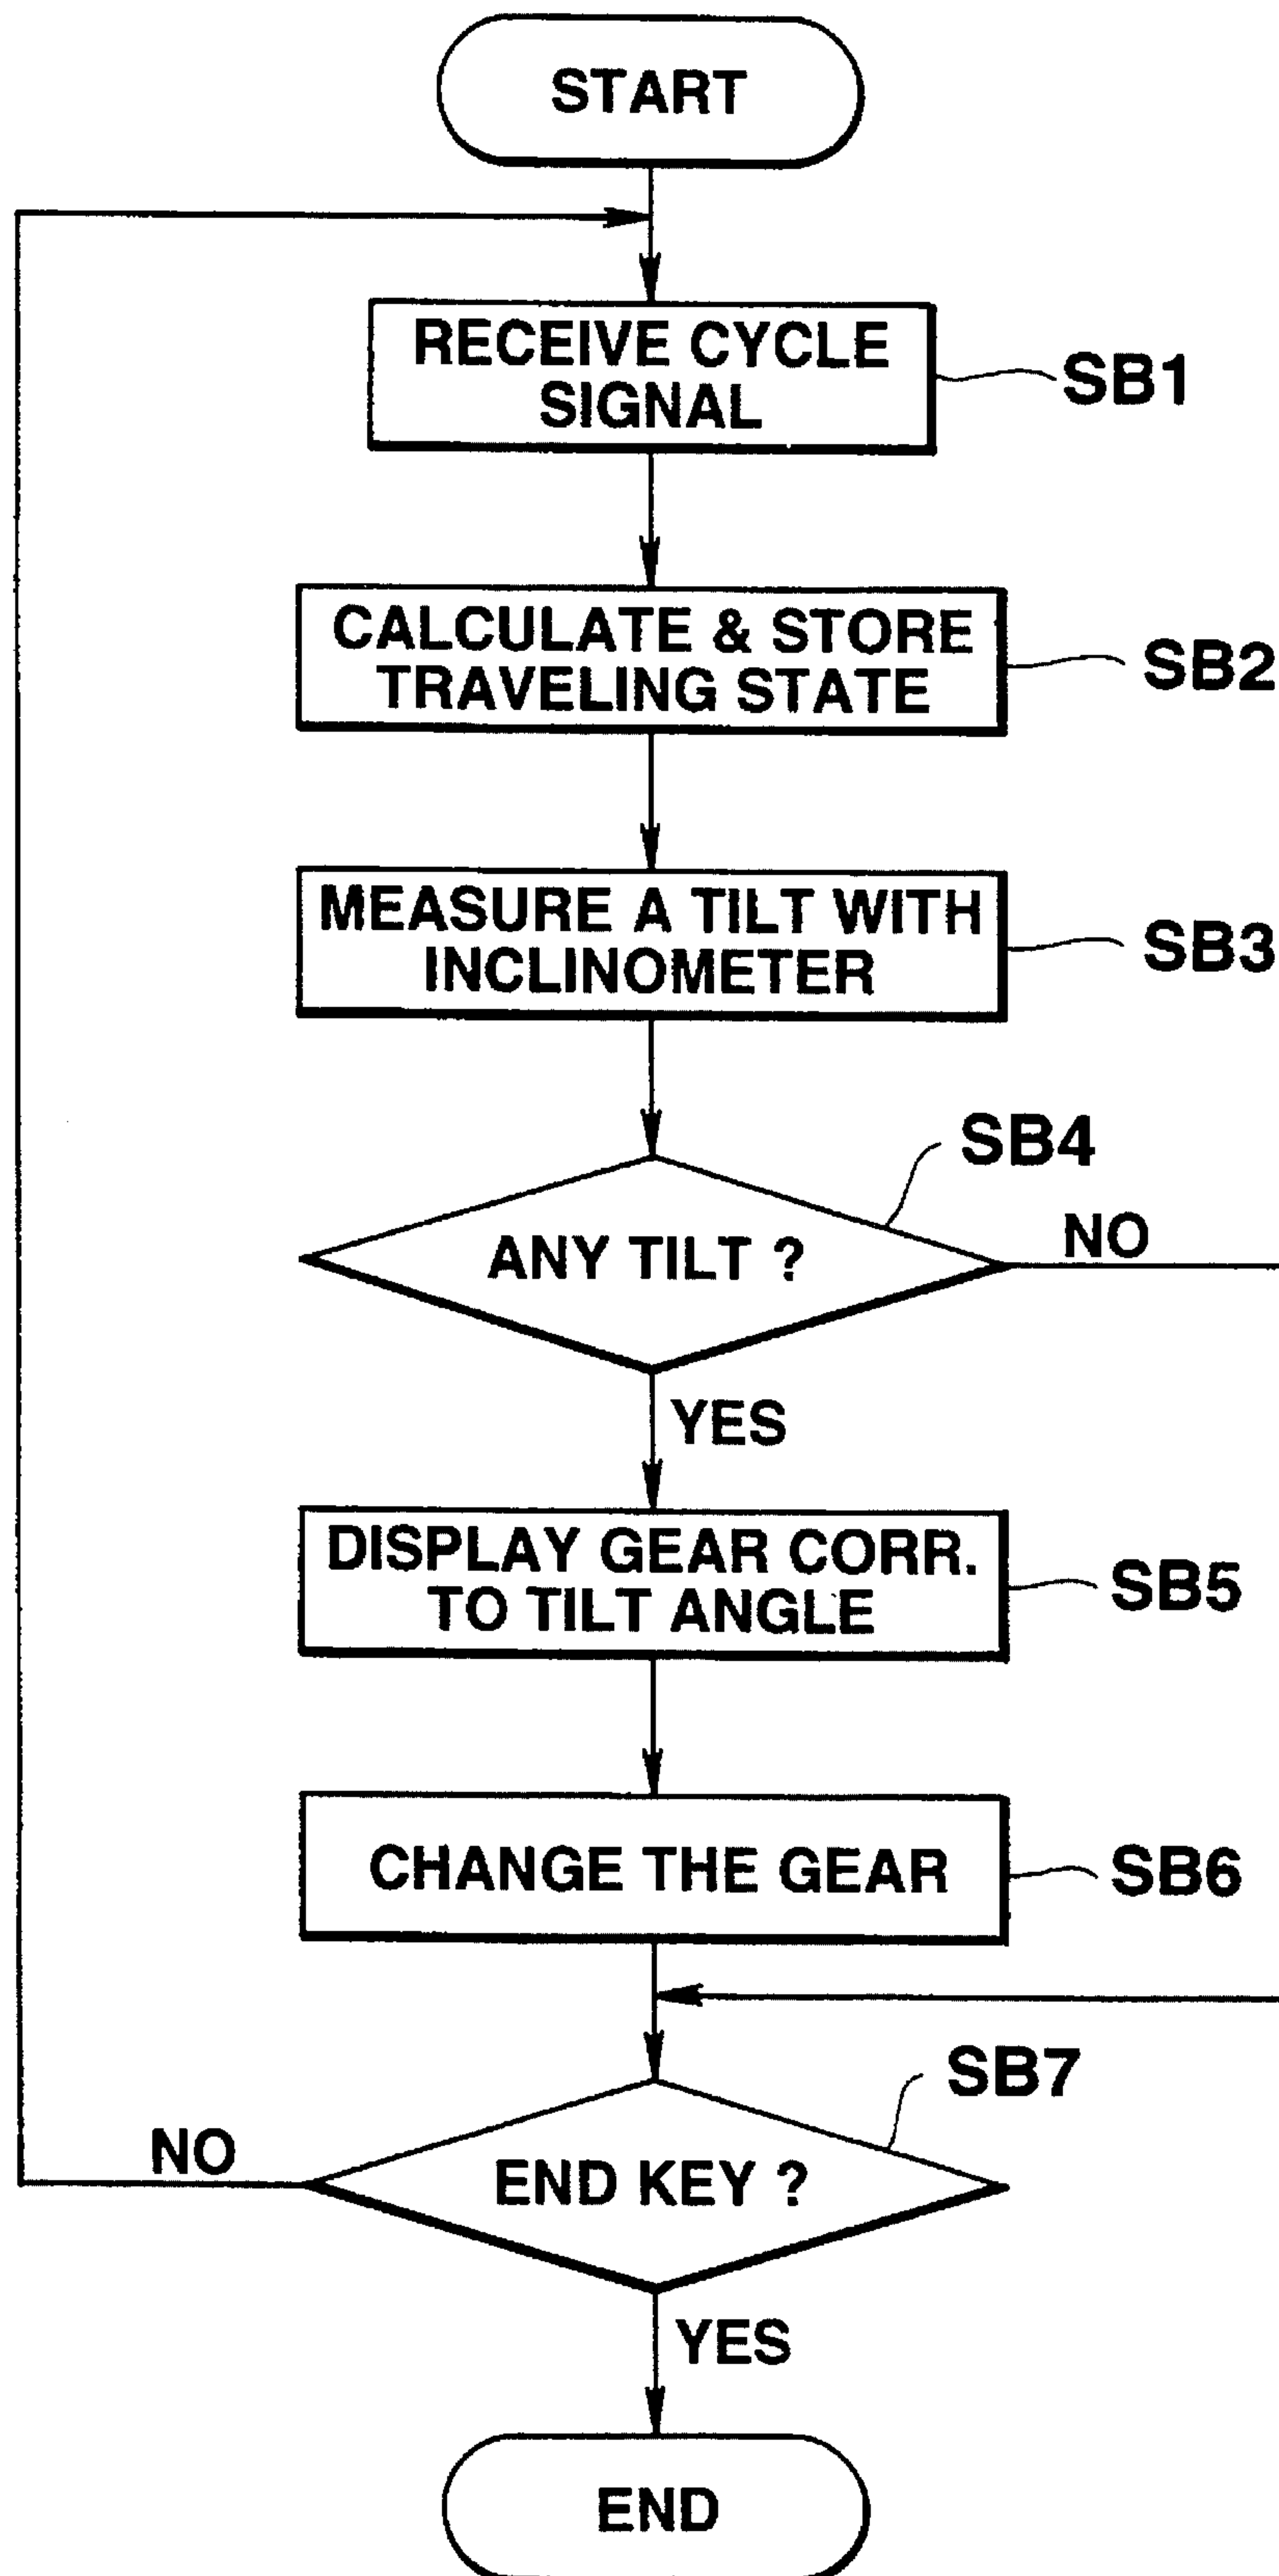 START
RECEIVE CYCLE
SIGNAL
SB1
CALCULATE & STORE
TRAVELING STATE
SB2
MEASURE A TILT WITH
INCLINOMETER
SB3
SB4
ANY TILT ?
NO
YES
DISPLAY GEAR CORR.
TO TILT ANGLE
SB5
CHANGE THE GEAR
SB6
SB7
NO
END KEY ?
YES
END